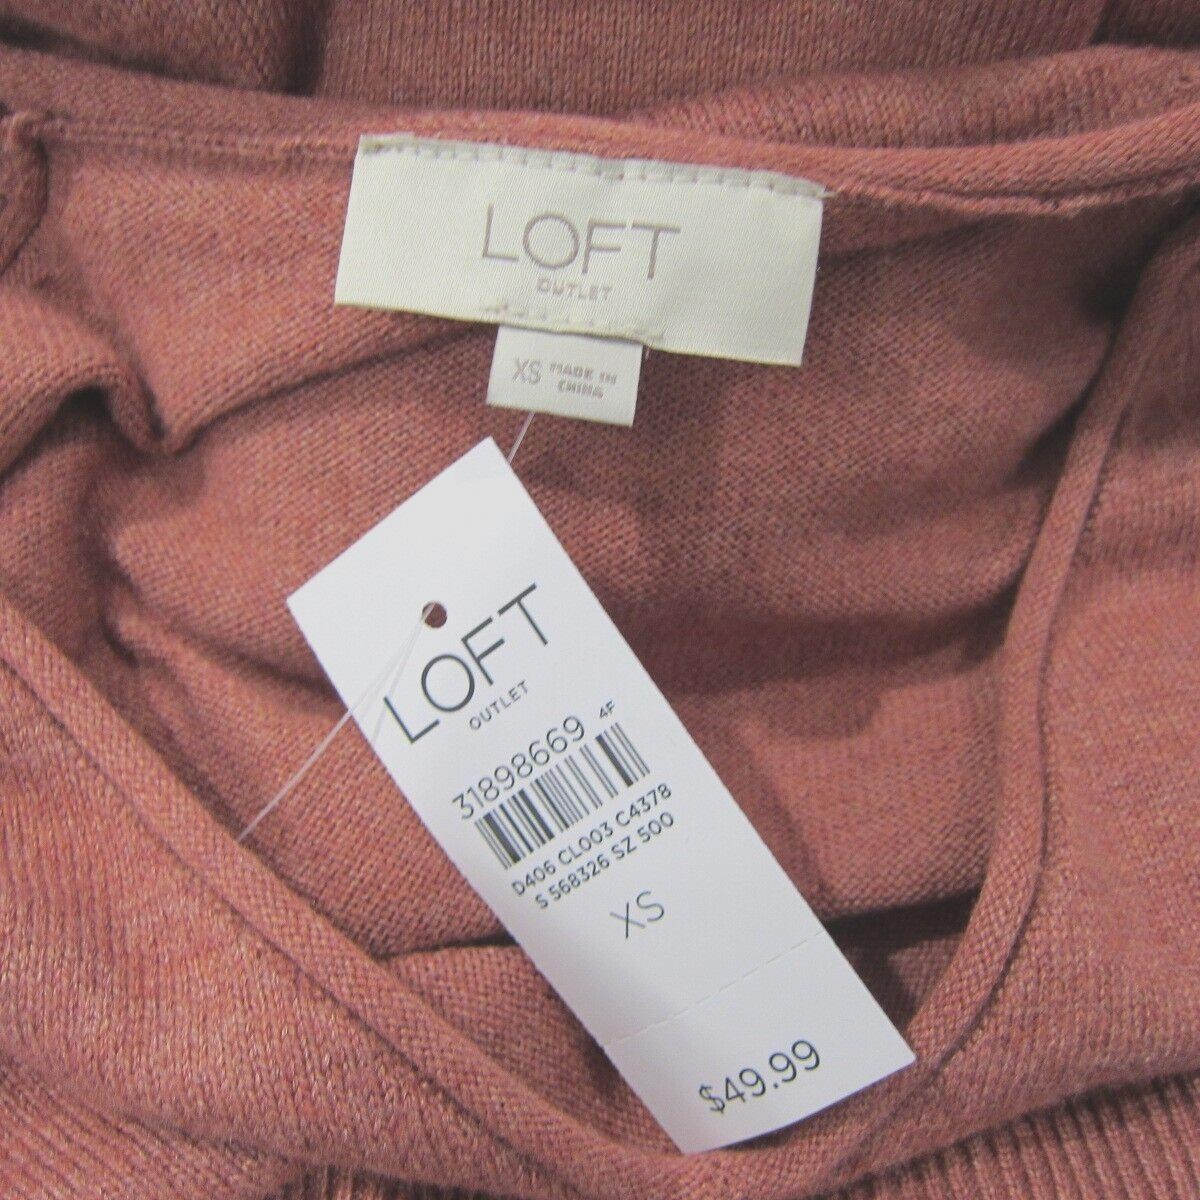 LOFT
OUTLET
XS MADE IN
CHINA
LOFT
OUTLET
31898669 4F
D406 CL003 C4378
S 568326 SZ 500
XS
$49.99